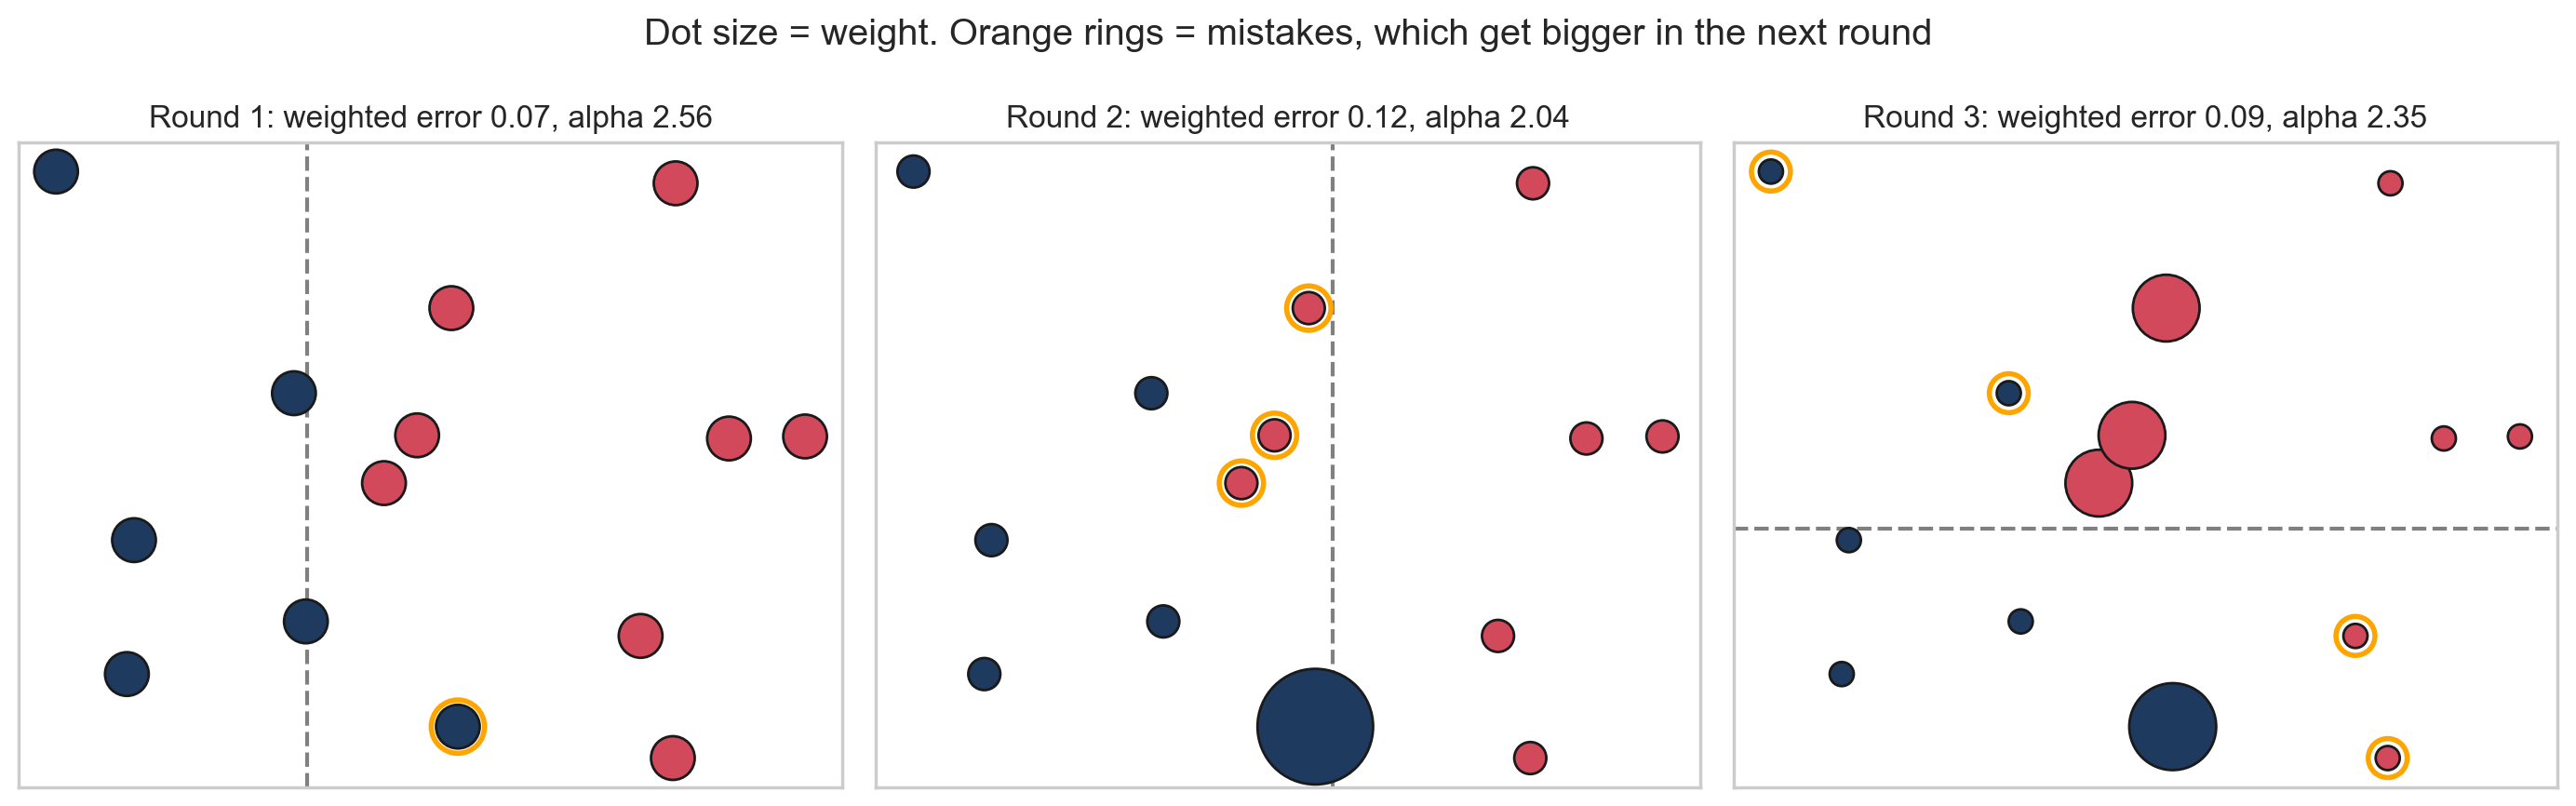 Dot size = weight. Orange rings = mistakes, which get bigger in the next round
Round 1: weighted error 0.07, alpha 2.56
Round 2: weighted error 0.12, alpha 2.04
Round 3: weighted error 0.09, alpha 2.35